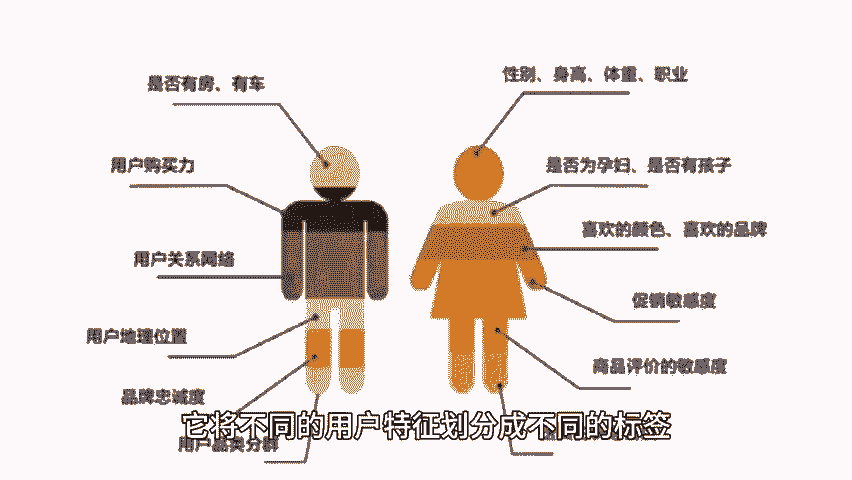 是否有房、有车
用户购买力
用户关系网络
用户地理位置
品牌忠诚度
用户品类分群
性别、身高、体重、职业
是否为孕妇、是否有孩子
喜欢的颜色、喜欢的品牌
促销敏感度
商品评价的敏感度
它将不同的用户特征划分成不同的标签